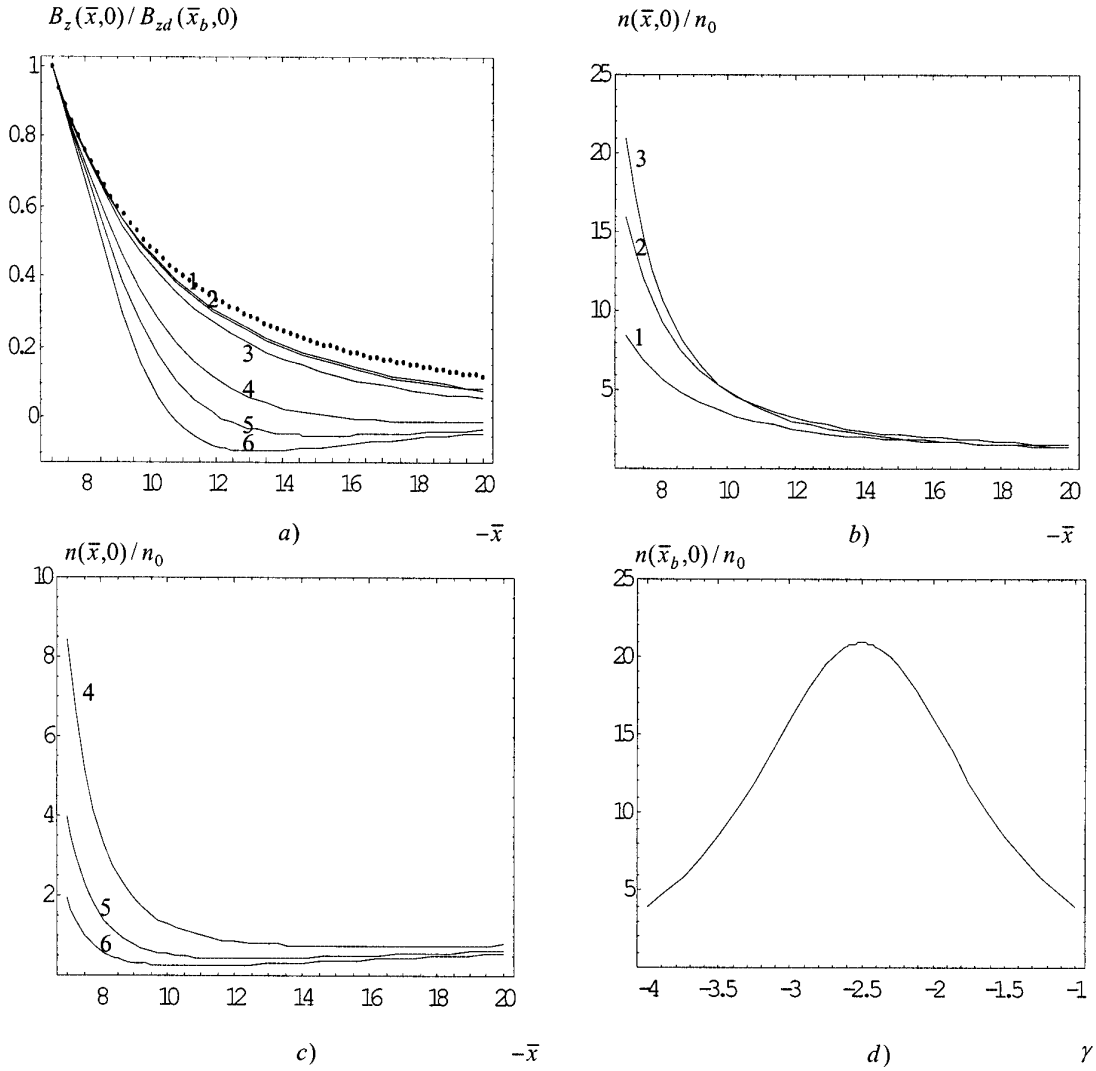 B_z(x̄,0)/B_zd(x̄_b,0)
1
0.8
0.6
0.4
0.2
0
1
2
3
4
5
6
8 10 12 14 16 18 20
a) -x̄
n(x̄,0)/n_0
25
20
15
10
5
3
2
1
8 10 12 14 16 18 20
b) -x̄
n(x̄,0)/n_0
10
8
6
4
2
4
5
6
8 10 12 14 16 18 20
c) -x̄
n(x̄_b,0)/n_0
25
20
15
10
5
-4 -3.5 -3 -2.5 -2 -1.5 -1
d) γ